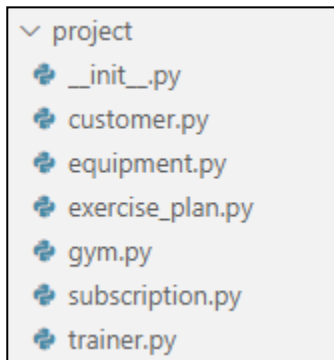 project
__init__.py
customer.py
equipment.py
exercise_plan.py
gym.py
subscription.py
trainer.py